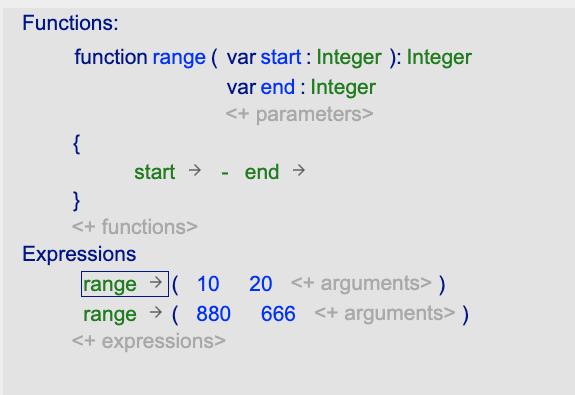 Functions:
function range ( var start : Integer ): Integer
var end : Integer
<+ parameters>
{
start → - end →
}
<+ functions>
Expressions
range → ( 10 20 <+ arguments> )
range → ( 880 666 <+ arguments> )
<+ expressions>